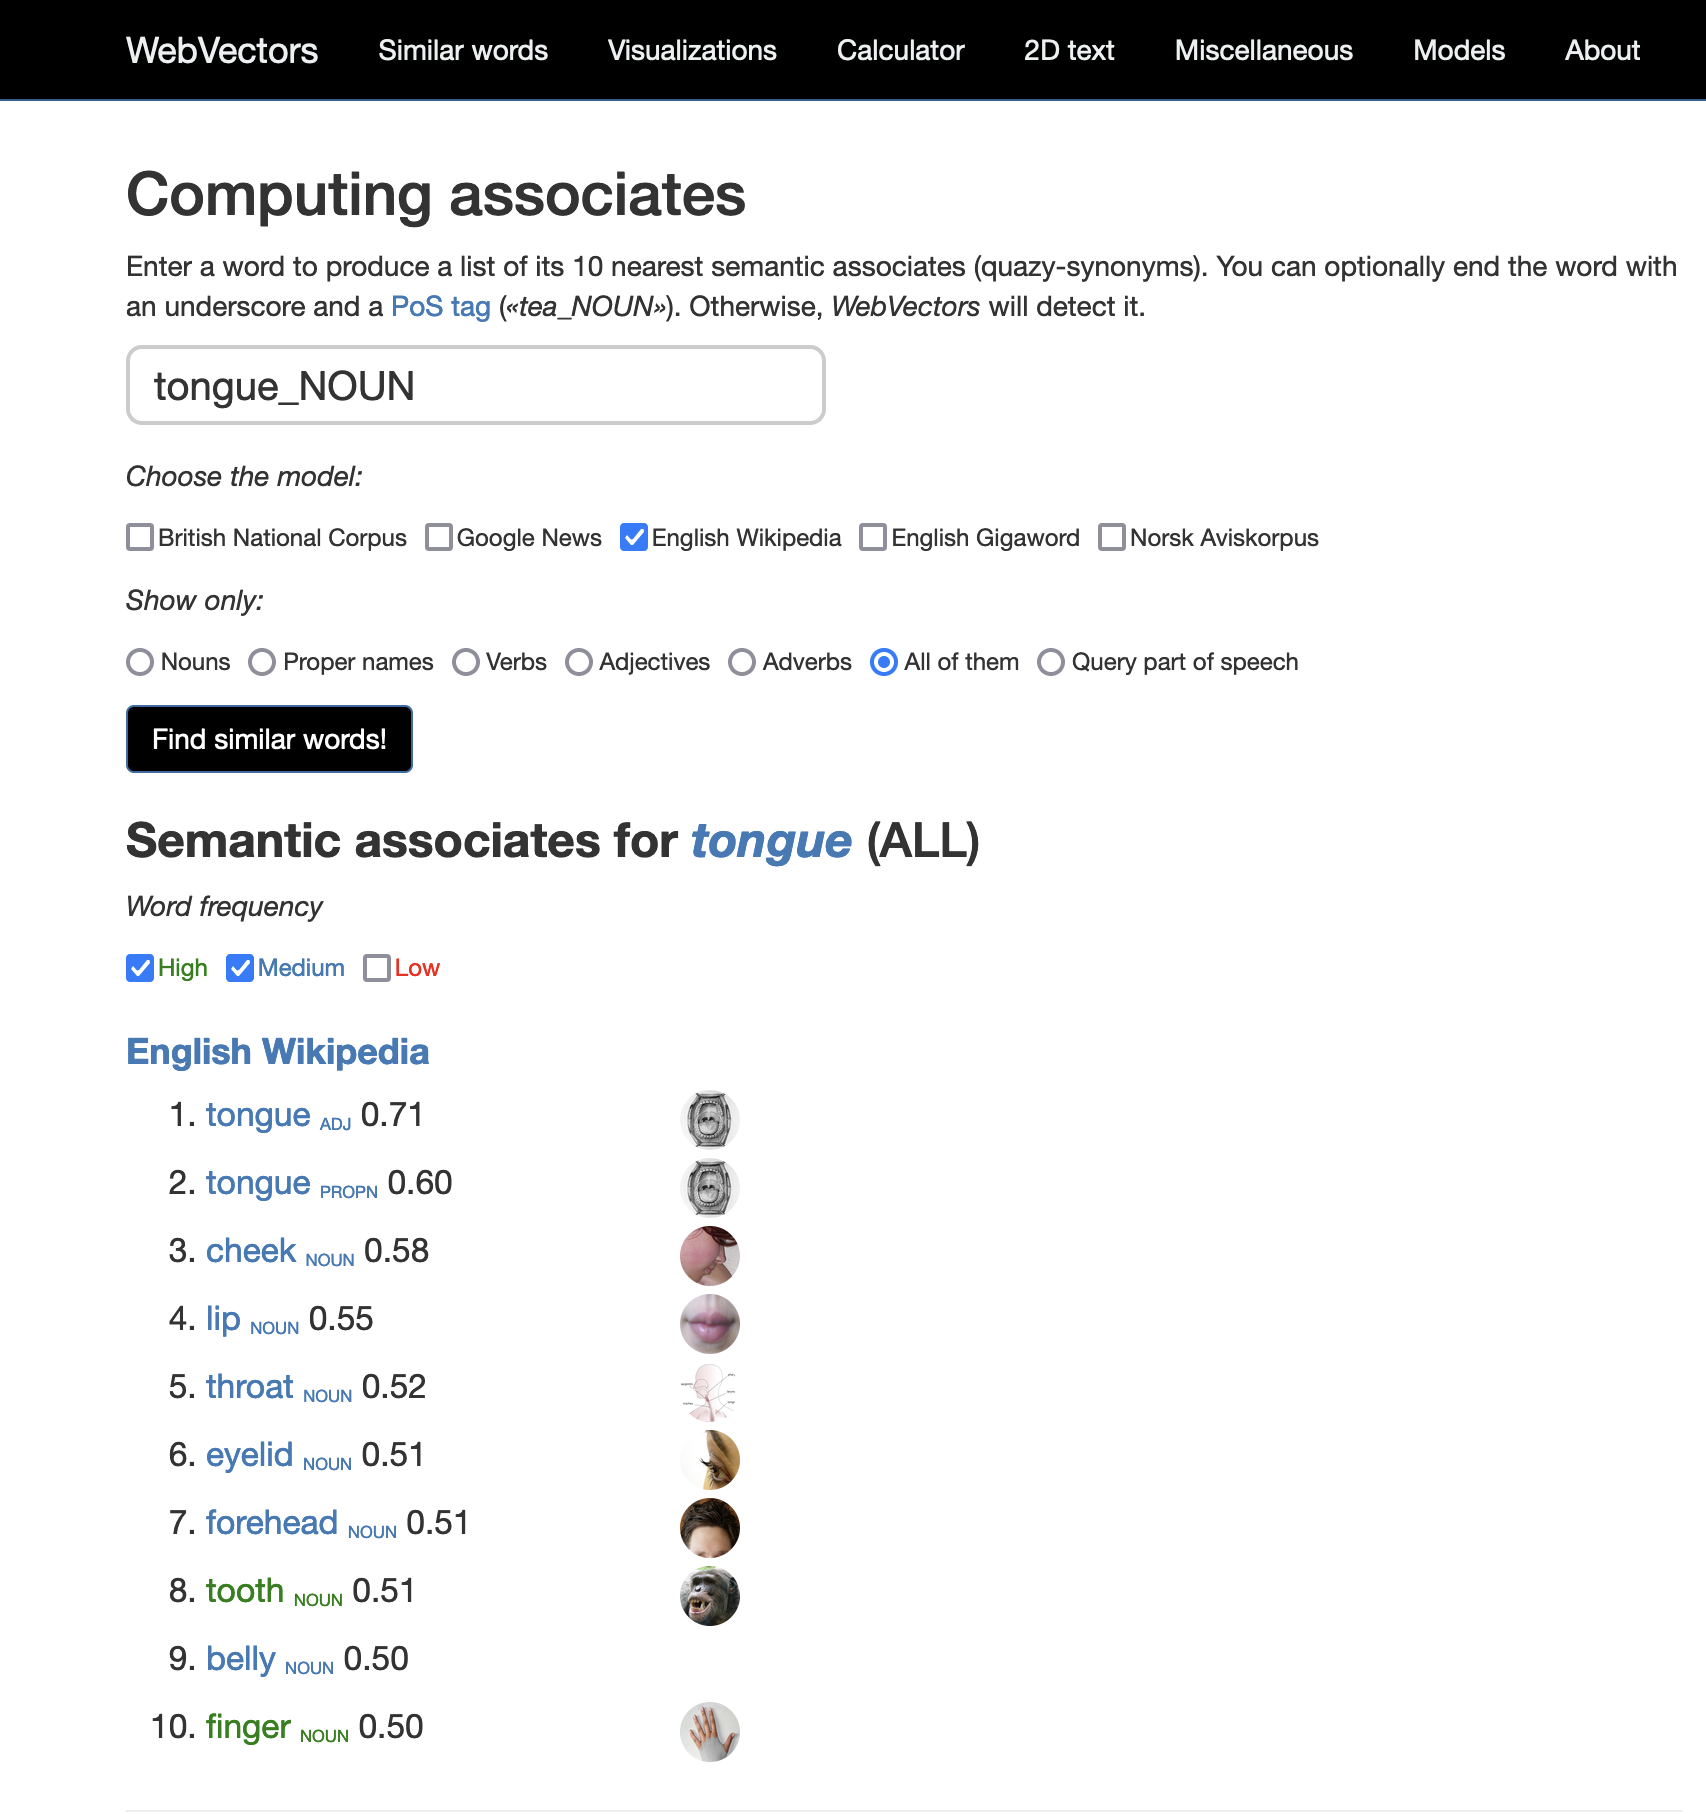 WebVectors Similar words Visualizations Calculator 2D text Miscellaneous Models About
Computing associates
Enter a word to produce a list of its 10 nearest semantic associates (quazy-synonyms). You can optionally end the word with
an underscore and a PoS tag («tea_NOUN»). Otherwise, WebVectors will detect it.
tongue_NOUN
Choose the model:
British National Corpus Google News English Wikipedia English Gigaword Norsk Aviskorpus
Show only:
Nouns Proper names Verbs Adjectives Adverbs All of them Query part of speech
Find similar words!
Semantic associates for tongue (ALL)
Word frequency
High Medium Low
English Wikipedia
1. tongue ADJ 0.71
2. tongue PROPN 0.60
3. cheek NOUN 0.58
4. lip NOUN 0.55
5. throat NOUN 0.52
6. eyelid NOUN 0.51
7. forehead NOUN 0.51
8. tooth NOUN 0.51
9. belly NOUN 0.50
10. finger NOUN 0.50